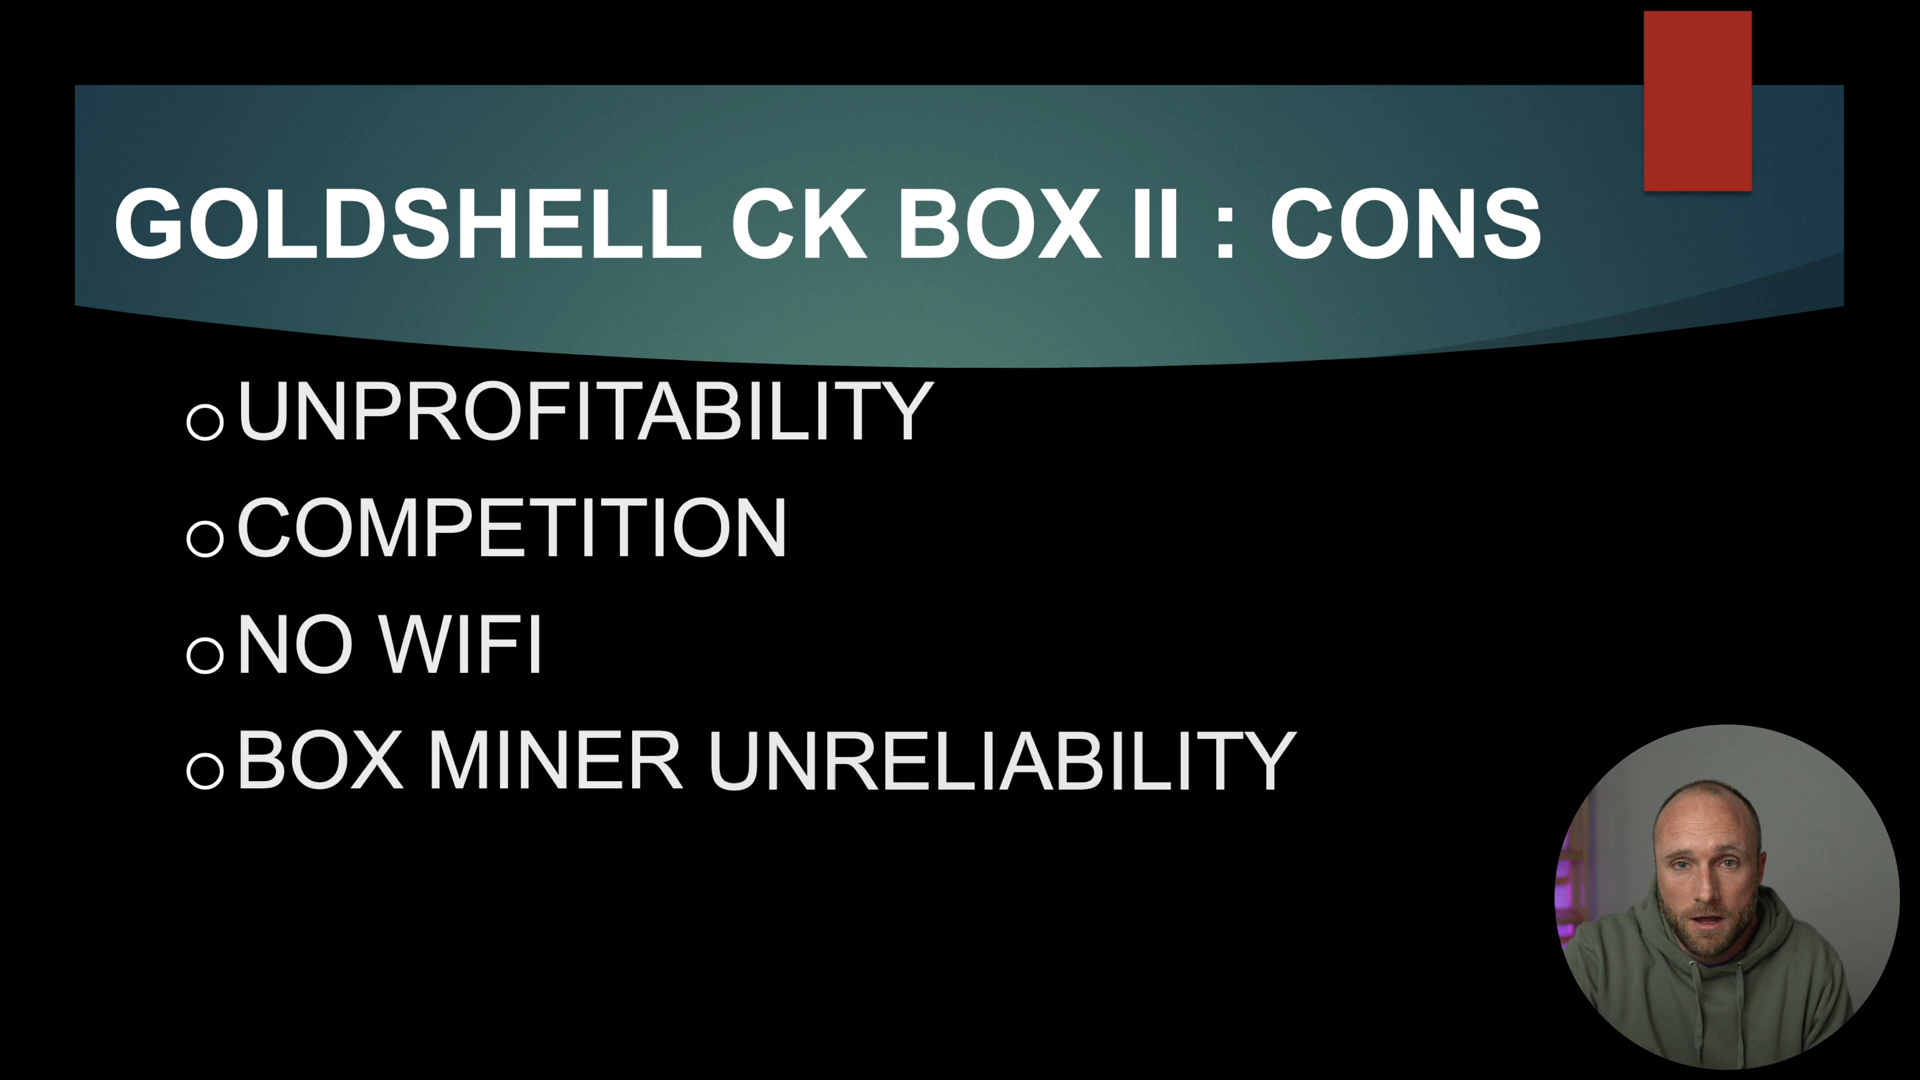 GOLDSHELL CK BOX II : CONS
UNPROFITABILITY
COMPETITION
NO WIFI
BOX MINER UNRELIABILITY